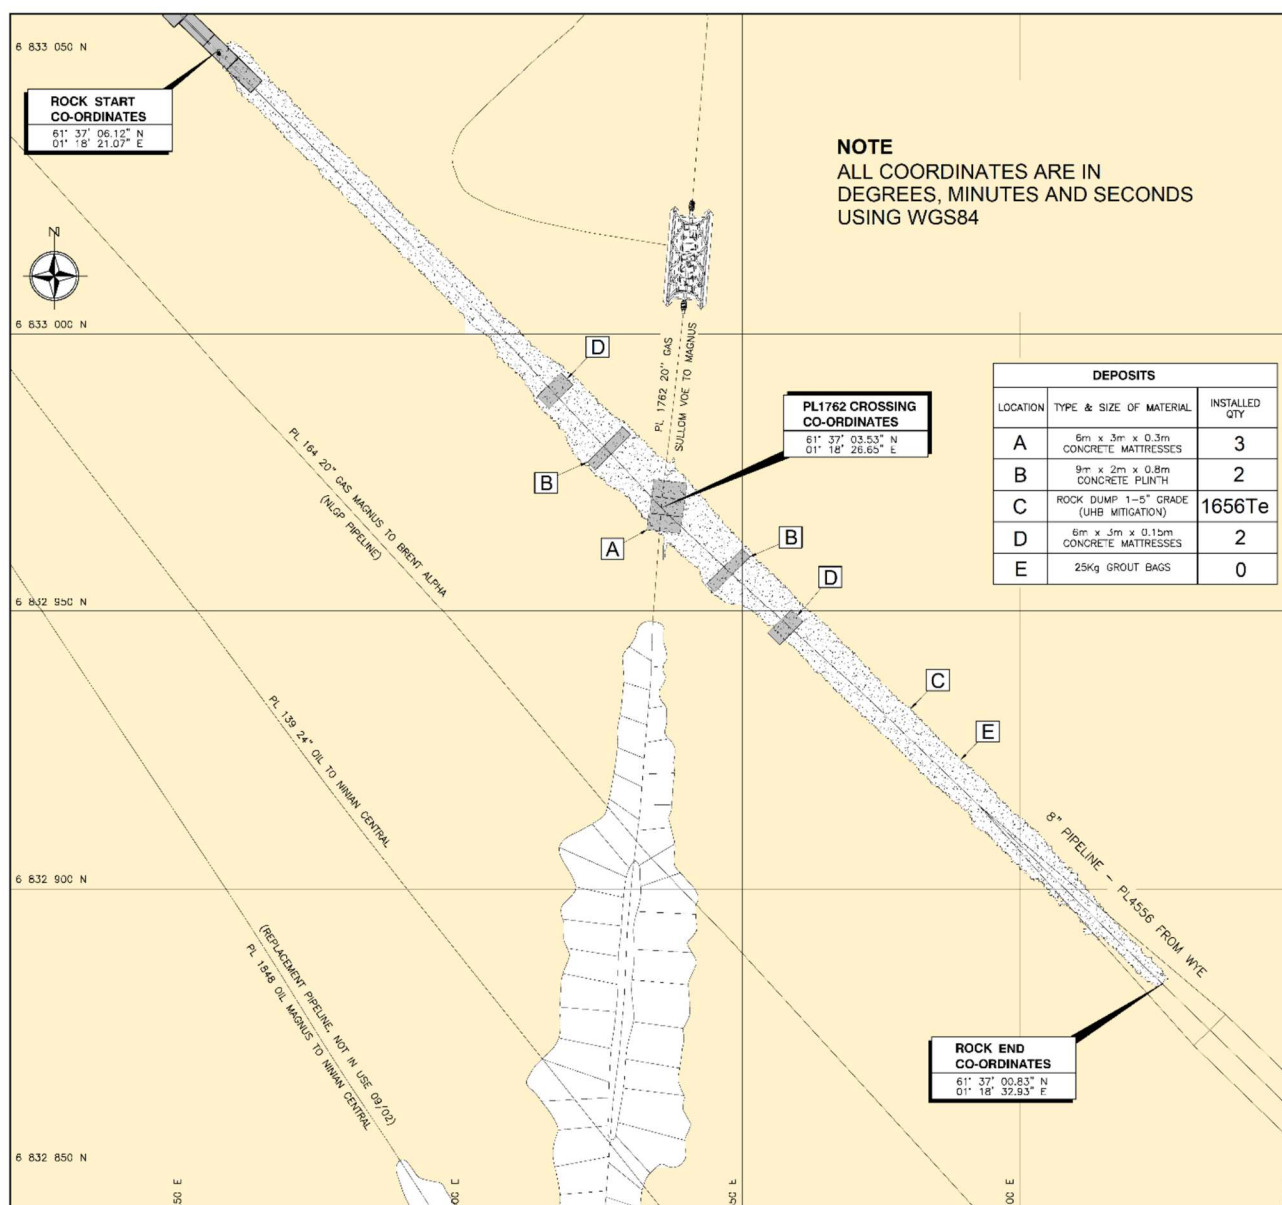 6 833 050 N
ROCK START
CO-ORDINATES
61° 37' 06.12" N
01° 18' 21.07" E
NOTE
ALL COORDINATES ARE IN
DEGREES, MINUTES AND SECONDS
USING WGS84
N
6 833 000 N
D
PL 1762 20" GAS
SULLOM VOE TO MAGNUS
PL1762 CROSSING
CO-ORDINATES
61° 37' 03.53" N
01° 18' 26.65" E
DEPOSITS
LOCATION TYPE & SIZE OF MATERIAL INSTALLED QTY
A 6m x 3m x 0.3m CONCRETE MATTRESSES 3
B 9m x 2m x 0.8m CONCRETE PLINTH 2
C ROCK DUMP 1-5" GRADE (UHB MITIGATION) 1656Te
D 6m x 3m x 0.15m CONCRETE MATTRESSES 2
E 25Kg GROUT BAGS 0
PL 164 20" GAS MAGNUS TO BRENT ALPHA
(NLGP PIPELINE)
B
A
B
D
6 832 950 N
C
E
PL 139 24" OIL TO NINIAN CENTRAL
8" PIPELINE - PL4556 FROM WYE
6 832 900 N
(REPLACEMENT PIPELINE, NOT IN USE 09/02)
PL 1848 OIL MAGNUS TO NINIAN CENTRAL
ROCK END
CO-ORDINATES
61° 37' 00.83" N
01° 18' 32.93" E
6 832 850 N
50 E
00 E
50 E
00 E